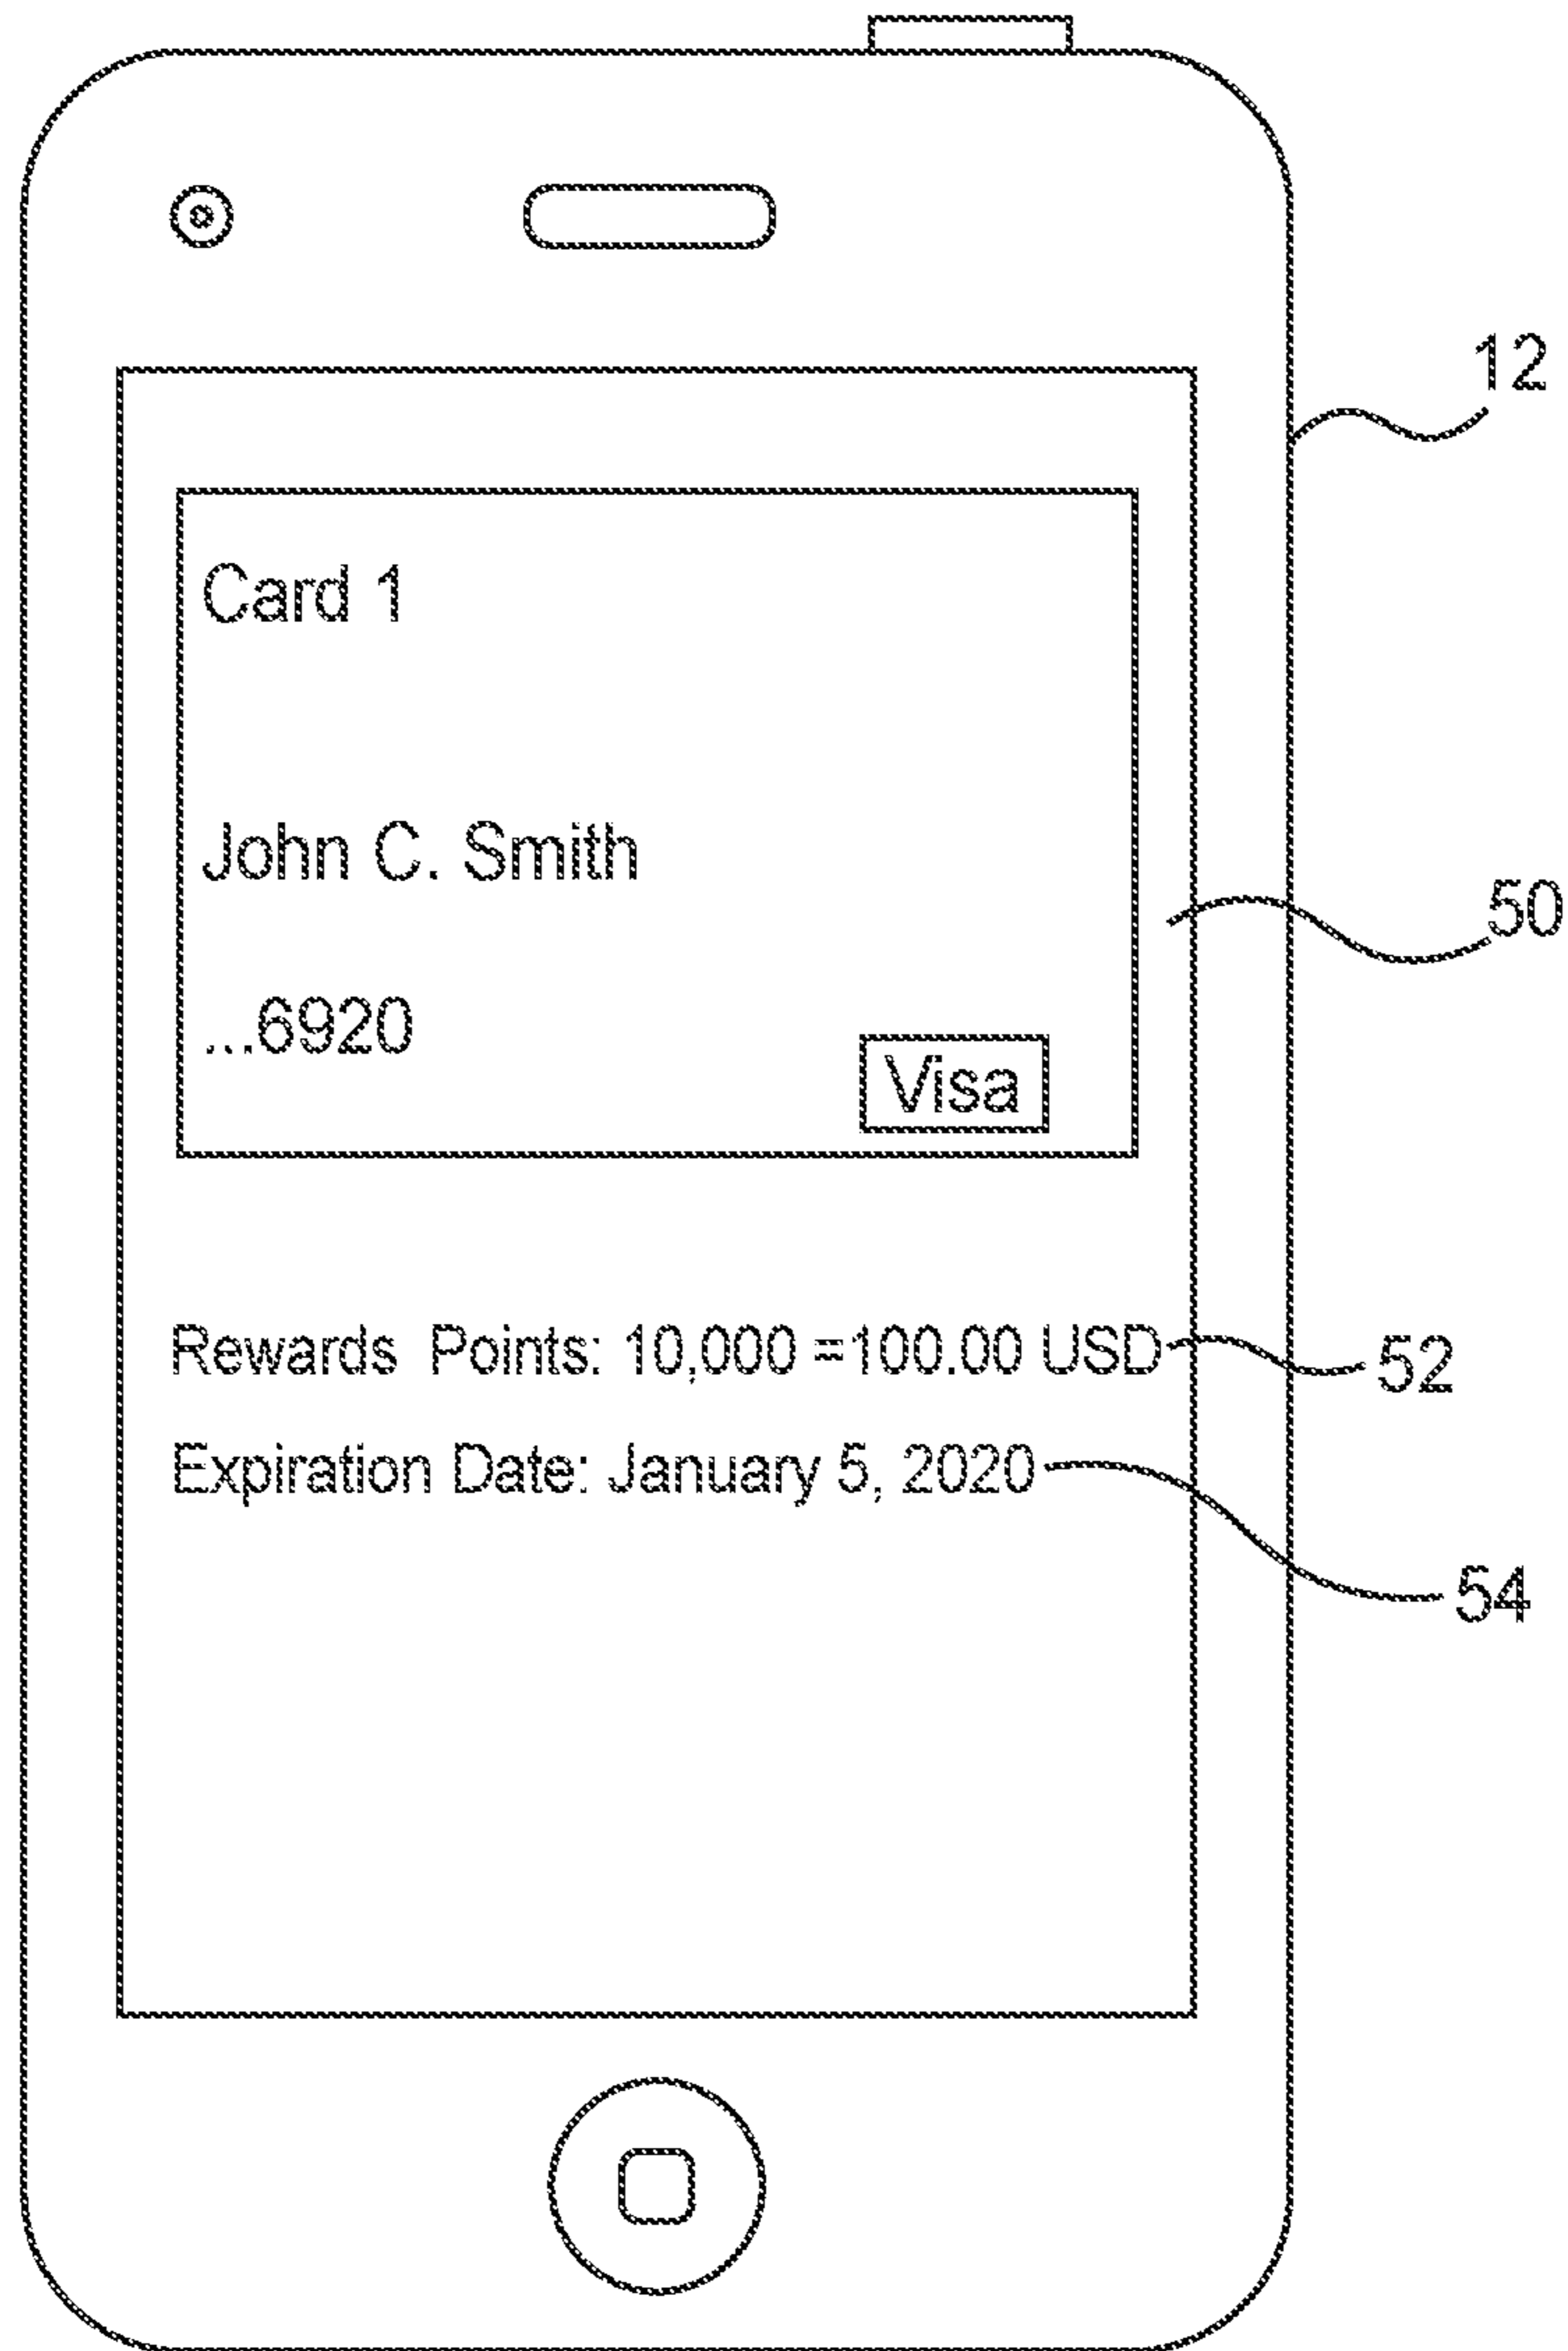 12
Card 1
John C. Smith
50
...6920
Visa
Rewards Points: 10,000 =100.00 USD
52
Expiration Date: January 5, 2020
54